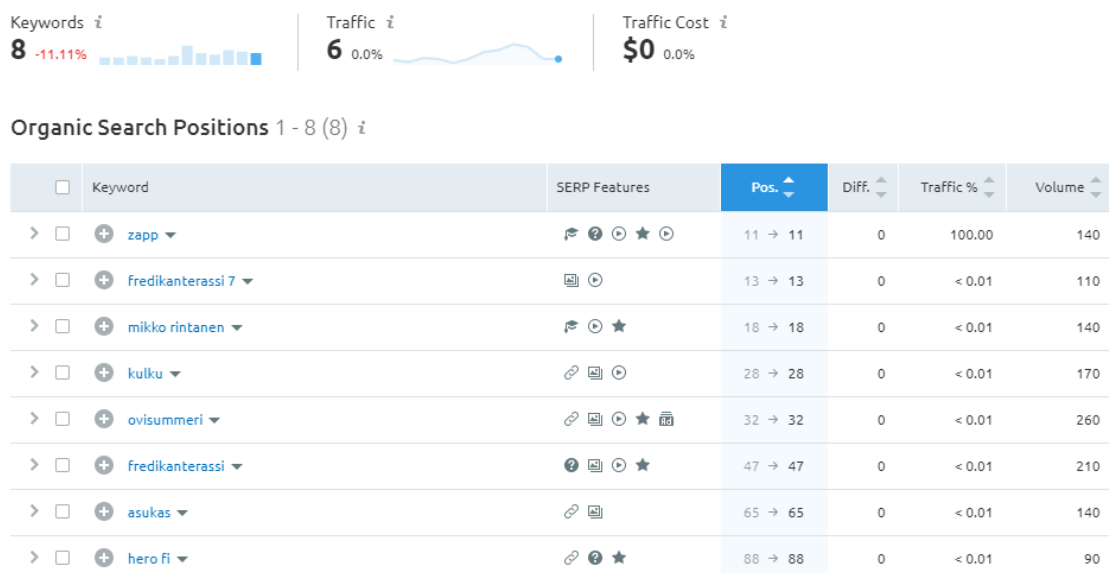 Keywords i Traffic i Traffic Cost i
8 -11.11% 6 0.0% $0 0.0%
Organic Search Positions 1 - 8 (8) i
Keyword SERP Features Pos. Diff. Traffic % Volume
zapp 11 → 11 0 100.00 140
fredikanterassi 7 13 → 13 0 < 0.01 110
mikko rintanen 18 → 18 0 < 0.01 140
kulku 28 → 28 0 < 0.01 170
ovisummeri 32 → 32 0 < 0.01 260
fredikanterassi 47 → 47 0 < 0.01 210
asukas 65 → 65 0 < 0.01 140
hero fi 88 → 88 0 < 0.01 90